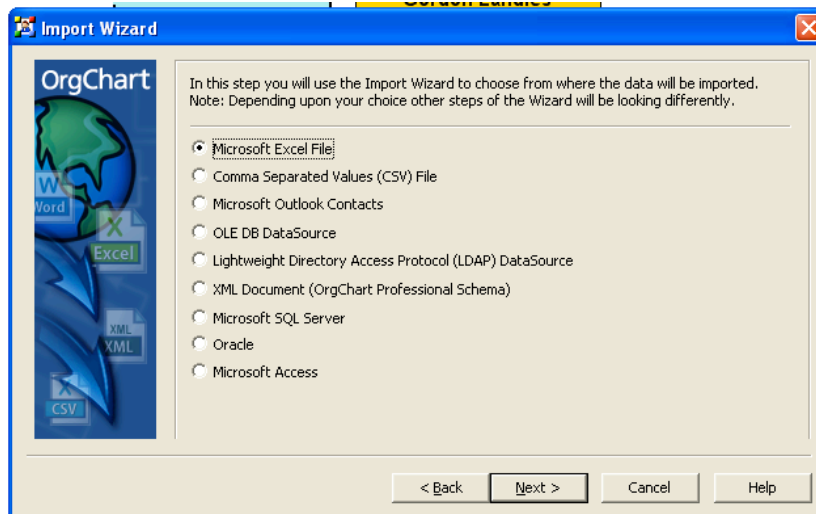 Gordon Landles
Import Wizard
OrgChart
In this step you will use the Import Wizard to choose from where the data will be imported.
Note: Depending upon your choice other steps of the Wizard will be looking differently.
Microsoft Excel File
Comma Separated Values (CSV) File
Microsoft Outlook Contacts
OLE DB DataSource
Lightweight Directory Access Protocol (LDAP) DataSource
XML Document (OrgChart Professional Schema)
Microsoft SQL Server
Oracle
Microsoft Access
W
Word
X
Excel
XML
XML
X
CSV
< Back
Next >
Cancel
Help